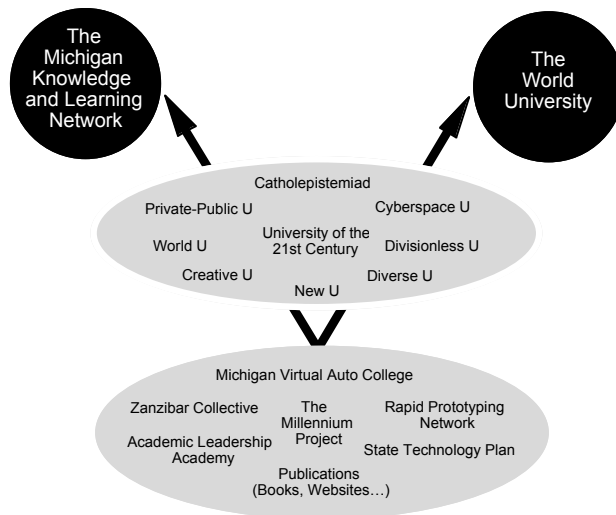 The
Michigan
Knowledge
and Learning
Network
The
World
University
Catholepistemiad
Private-Public U
Cyberspace U
World U
University of the
21st Century
Divisionless U
Creative U
Diverse U
New U
Michigan Virtual Auto College
Zanzibar Collective
The
Millennium
Project
Rapid Prototyping
Network
Academic Leadership
Academy
State Technology Plan
Publications
(Books, Websites…)